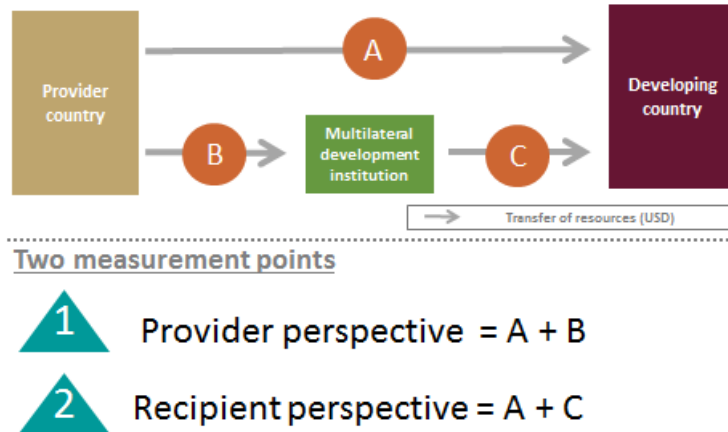 A
Provider
country
Developing
country
B
Multilateral
development
institution
C
Transfer of resources (USD)
Two measurement points
1
Provider perspective = A + B
2
Recipient perspective = A + C